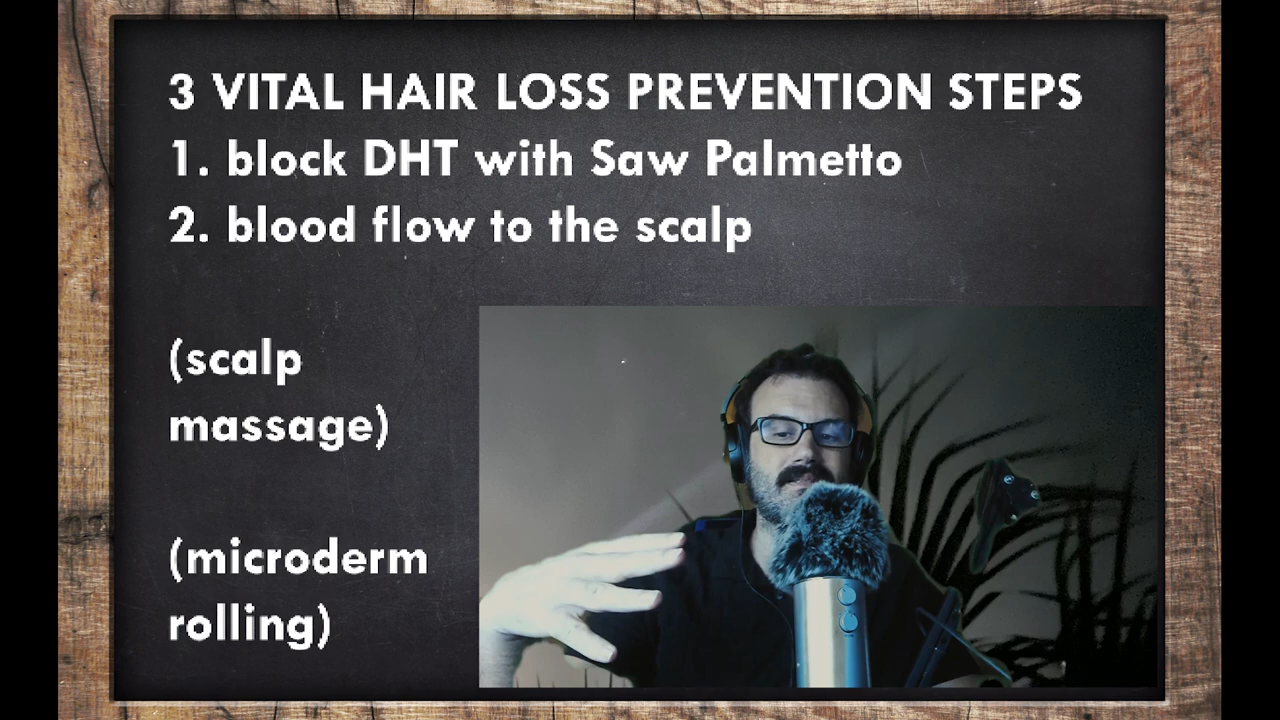 3 VITAL HAIR LOSS PREVENTION STEPS
1. block DHT with Saw Palmetto
2. blood flow to the scalp
(scalp
massage)
(microderm
rolling)